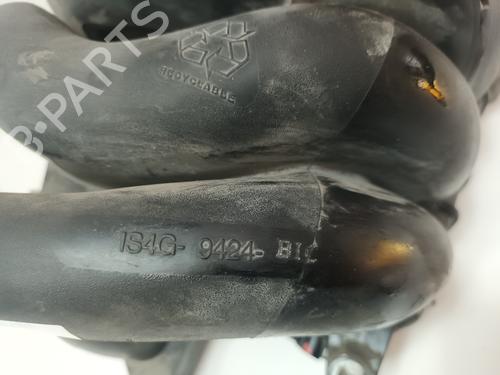 B-PARTS
RECYCLABLE
1S4G- 9424- BIC